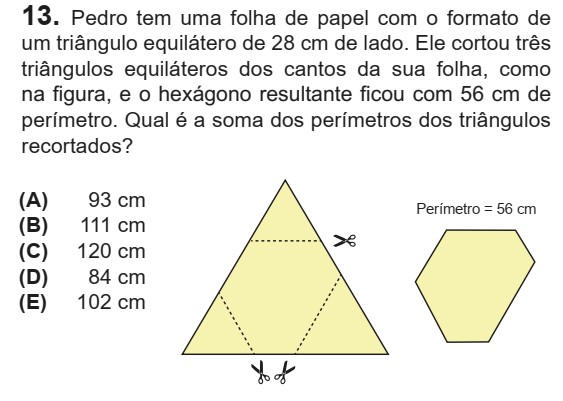 13. Pedro tem uma folha de papel com o formato de
um triângulo equilátero de 28 cm de lado. Ele cortou três
triângulos equiláteros dos cantos da sua folha, como
na figura, e o hexágono resultante ficou com 56 cm de
perímetro. Qual é a soma dos perímetros dos triângulos
recortados?
(A) 93 cm
(B) 111 cm
(C) 120 cm
(D) 84 cm
(E) 102 cm
Perímetro = 56 cm